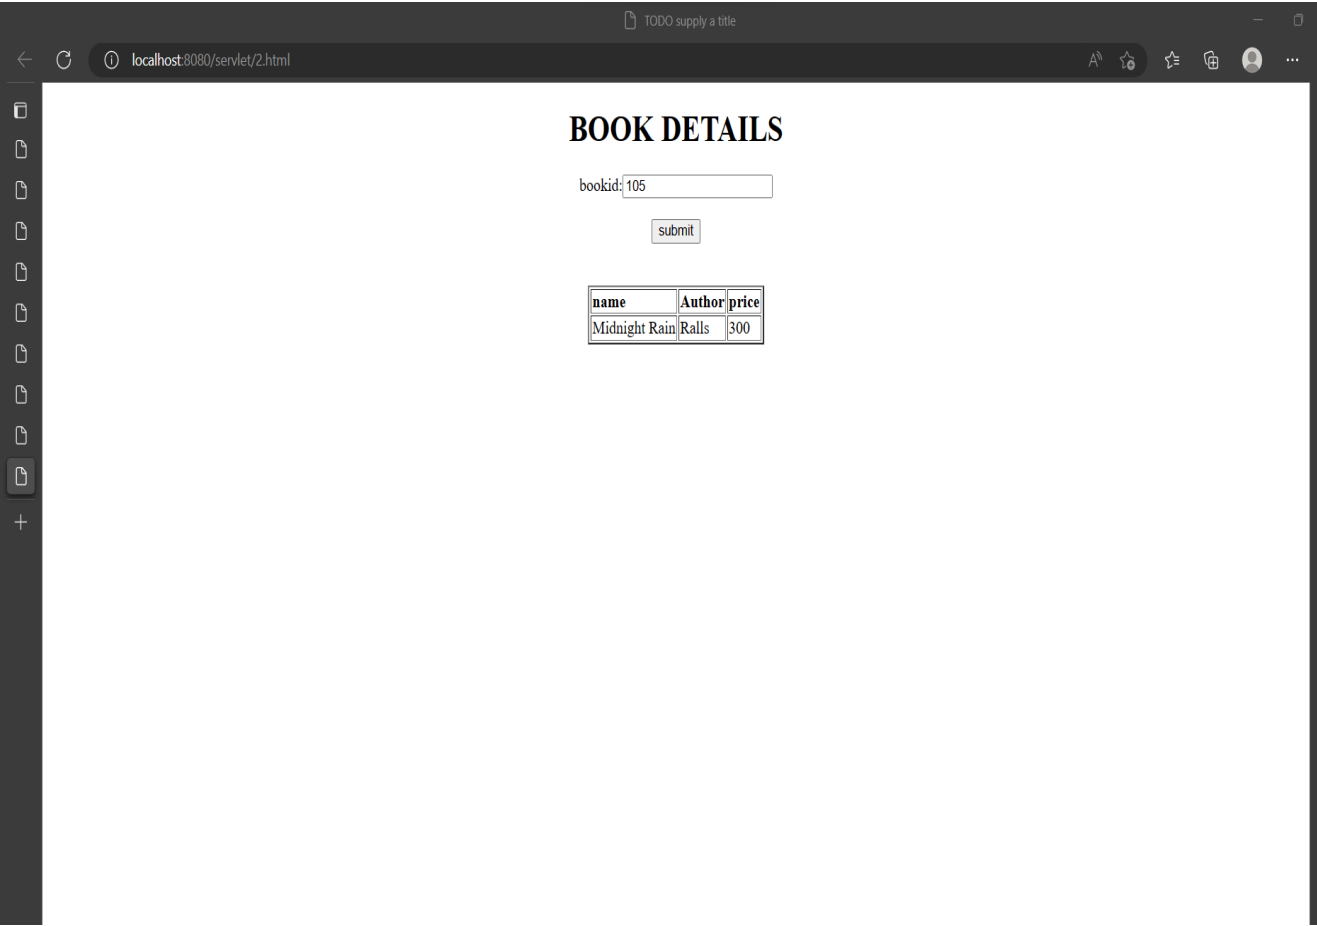 TODO supply a title
localhost:8080/servlet/2.html
BOOK DETAILS
bookid: 105
submit
name Author price
Midnight Rain Ralls 300